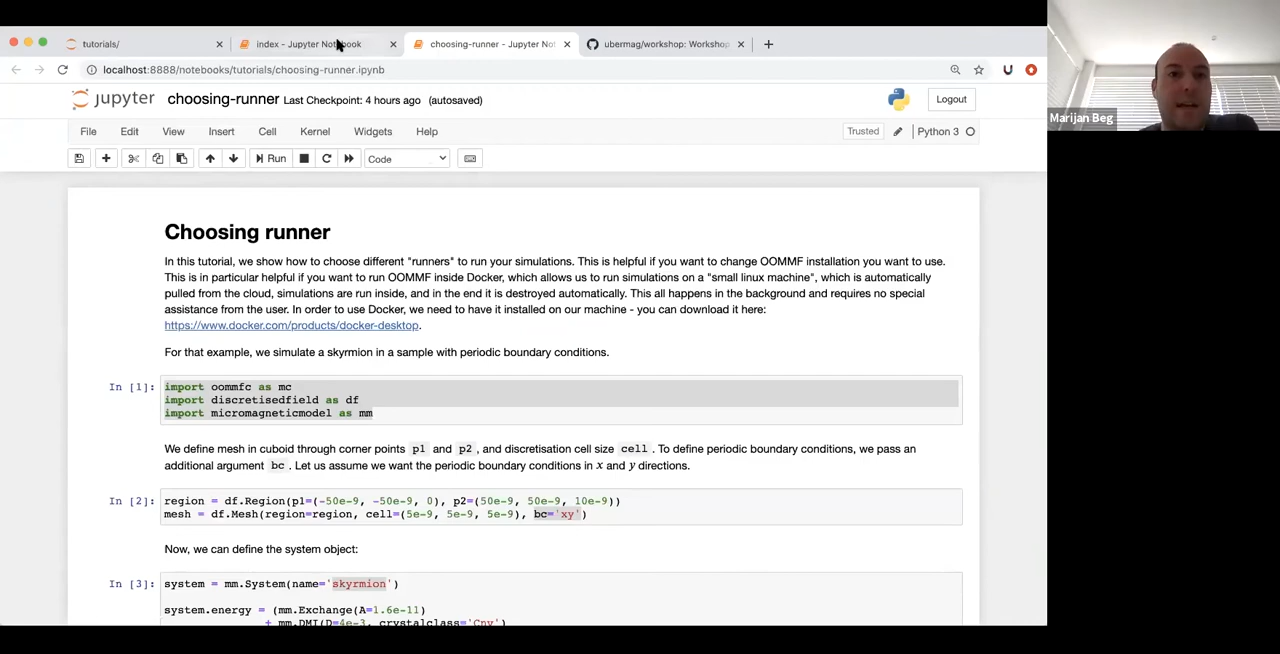 tutorials/
index - Jupyter Notebook
choosing-runner - Jupyter Not
ubermag/workshop: Workshop
localhost:8888/notebooks/tutorials/choosing-runner.ipynb
Marijan Beg
jupyter choosing-runner Last Checkpoint: 4 hours ago (autosaved)
Logout
File Edit View Insert Cell Kernel Widgets Help
Trusted Python 3
Run Code
Choosing runner
In this tutorial, we show how to choose different "runners" to run your simulations. This is helpful if you want to change OOMMF installation you want to use.
This is in particular helpful if you want to run OOMMF inside Docker, which allows us to run simulations on a "small linux machine", which is automatically
pulled from the cloud, simulations are run inside, and in the end it is destroyed automatically. This all happens in the background and requires no special
assistance from the user. In order to use Docker, we need to have it installed on our machine - you can download it here:
https://www.docker.com/products/docker-desktop.
For that example, we simulate a skyrmion in a sample with periodic boundary conditions.
In [1]: import oommfc as mc
import discretisedfield as df
import micromagneticmodel as mm
We define mesh in cuboid through corner points p1 and p2, and discretisation cell size cell. To define periodic boundary conditions, we pass an
additional argument bc. Let us assume we want the periodic boundary conditions in x and y directions.
In [2]: region = df.Region(p1=(-50e-9, -50e-9, 0), p2=(50e-9, 50e-9, 10e-9))
mesh = df.Mesh(region=region, cell=(5e-9, 5e-9, 5e-9), bc='xy')
Now, we can define the system object:
In [3]: system = mm.System(name='skyrmion')
system.energy = (mm.Exchange(A=1.6e-11)
+ mm.DMI(D=4e-3, crystalclass='Cnv')